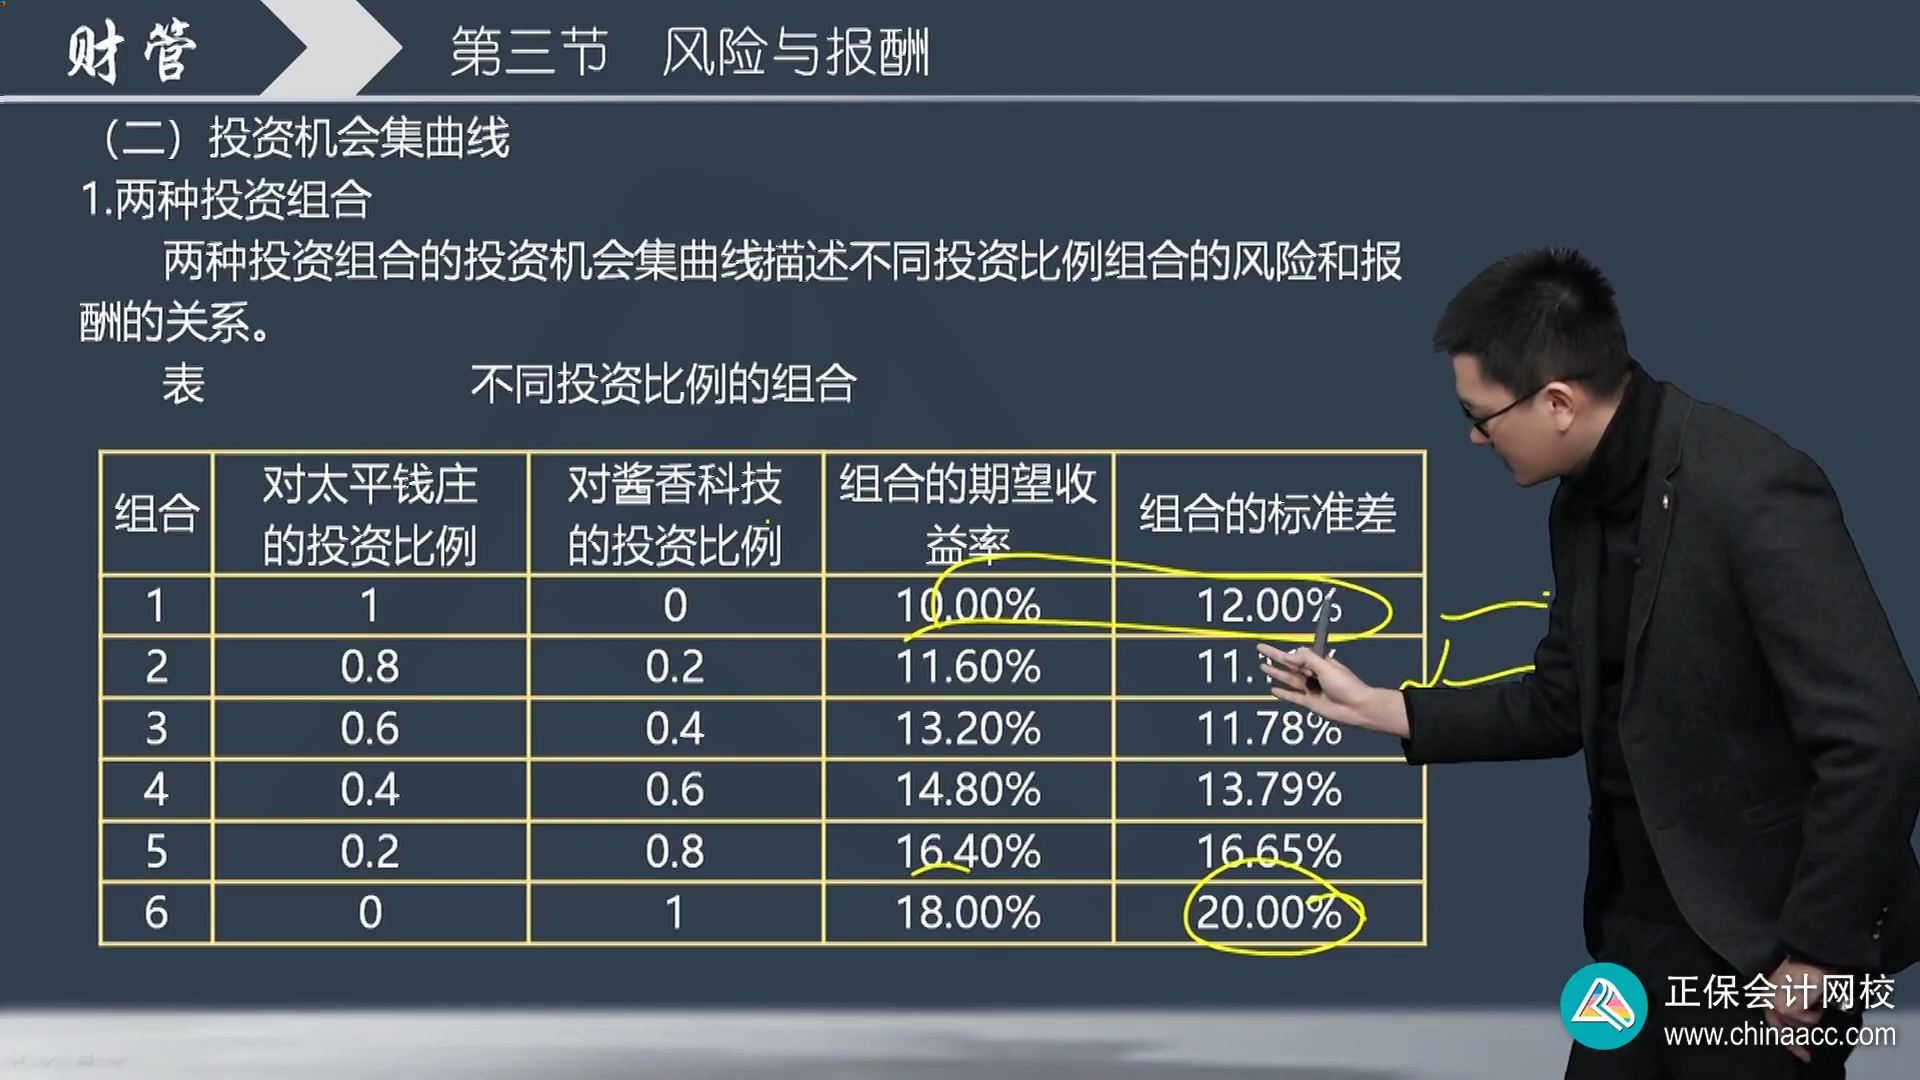 财管
第三节 风险与报酬
（二）投资机会集曲线
1.两种投资组合
两种投资组合的投资机会集曲线描述不同投资比例组合的风险和报
酬的关系。
表 不同投资比例的组合
组合 对太平钱庄的投资比例 对酱香科技的投资比例 组合的期望收益率 组合的标准差
1 1 0 10.00% 12.00%
2 0.8 0.2 11.60%
3 0.6 0.4 13.20% 11.78%
4 0.4 0.6 14.80% 13.79%
5 0.2 0.8 16.40% 16.65%
6 0 1 18.00% 20.00%
正保会计网校
www.chinaacc.com